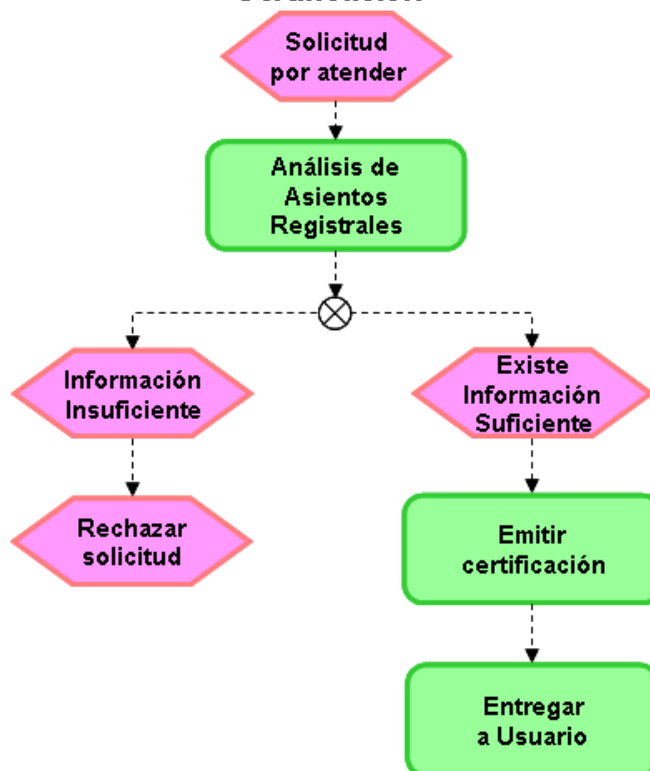 Solicitud
por atender
Análisis de
Asientos
Registrales
Información
Insuficiente
Existe
Información
Suficiente
Rechazar
solicitud
Emitir
certificación
Entregar
a Usuario